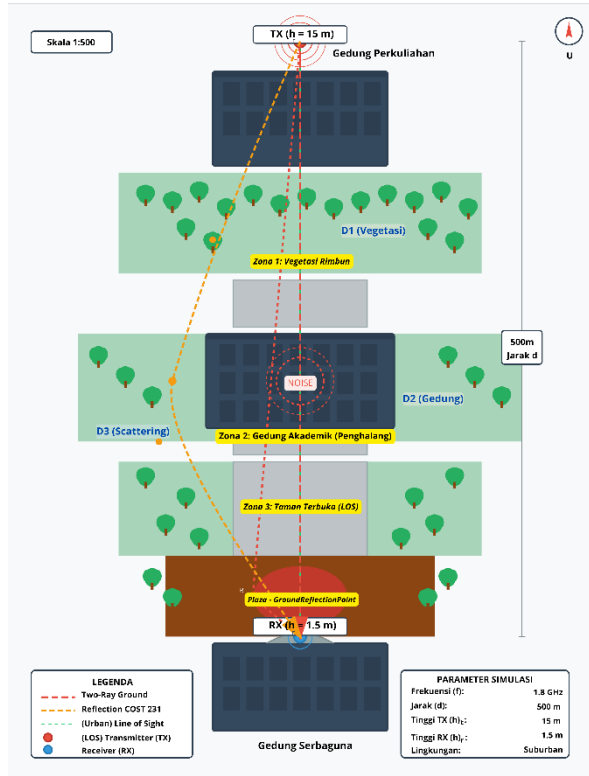 Skala 1:500
TX (h = 15 m)
Gedung Perkuliahan
U
D1 (Vegetasi)
Zona 1: Vegetasi Rimbun
500m
Jarak d
NOISE
D2 (Gedung)
D3 (Scattering)
Zona 2: Gedung Akademik (Penghalang)
Zona 3: Taman Terbuka (LOS)
Plaza - GroundReflectionPoint
RX (h = 1.5 m)
Gedung Serbaguna
LEGENDA
Two-Ray Ground
Reflection COST 231
(Urban) Line of Sight
(LOS) Transmitter (TX)
Receiver (RX)
PARAMETER SIMULASI
Frekuensi (f): 1.8 GHz
Jarak (d): 500 m
Tinggi TX (h)t: 15 m
Tinggi RX (h)r: 1.5 m
Lingkungan: Suburban